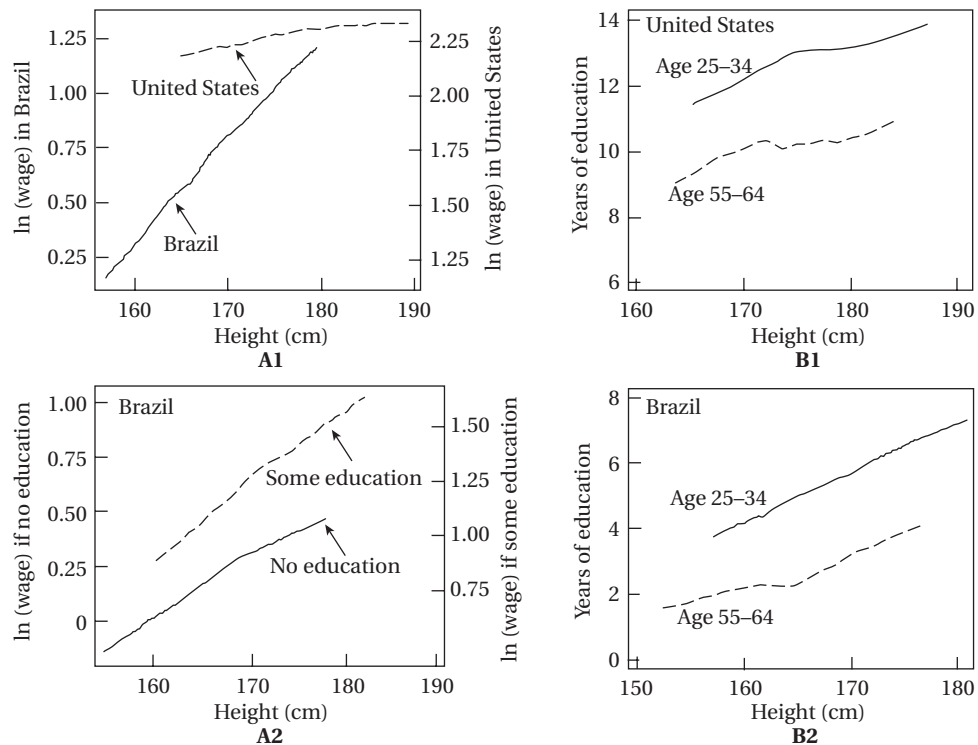 ln (wage) in Brazil
1.25
1.00
0.75
0.50
0.25
2.25
2.00
1.75
1.50
1.25
ln (wage) in United States
United States
Brazil
160 170 180 190
Height (cm)
A1
Years of education
14
12
10
8
6
United States
Age 25–34
Age 55–64
160 170 180 190
Height (cm)
B1
ln (wage) if no education
1.00
0.75
0.50
0.25
0
1.50
1.25
1.00
0.75
ln (wage) if some education
Brazil
Some education
No education
160 170 180 190
Height (cm)
A2
Years of education
8
6
4
2
0
Brazil
Age 25–34
Age 55–64
150 160 170 180
Height (cm)
B2